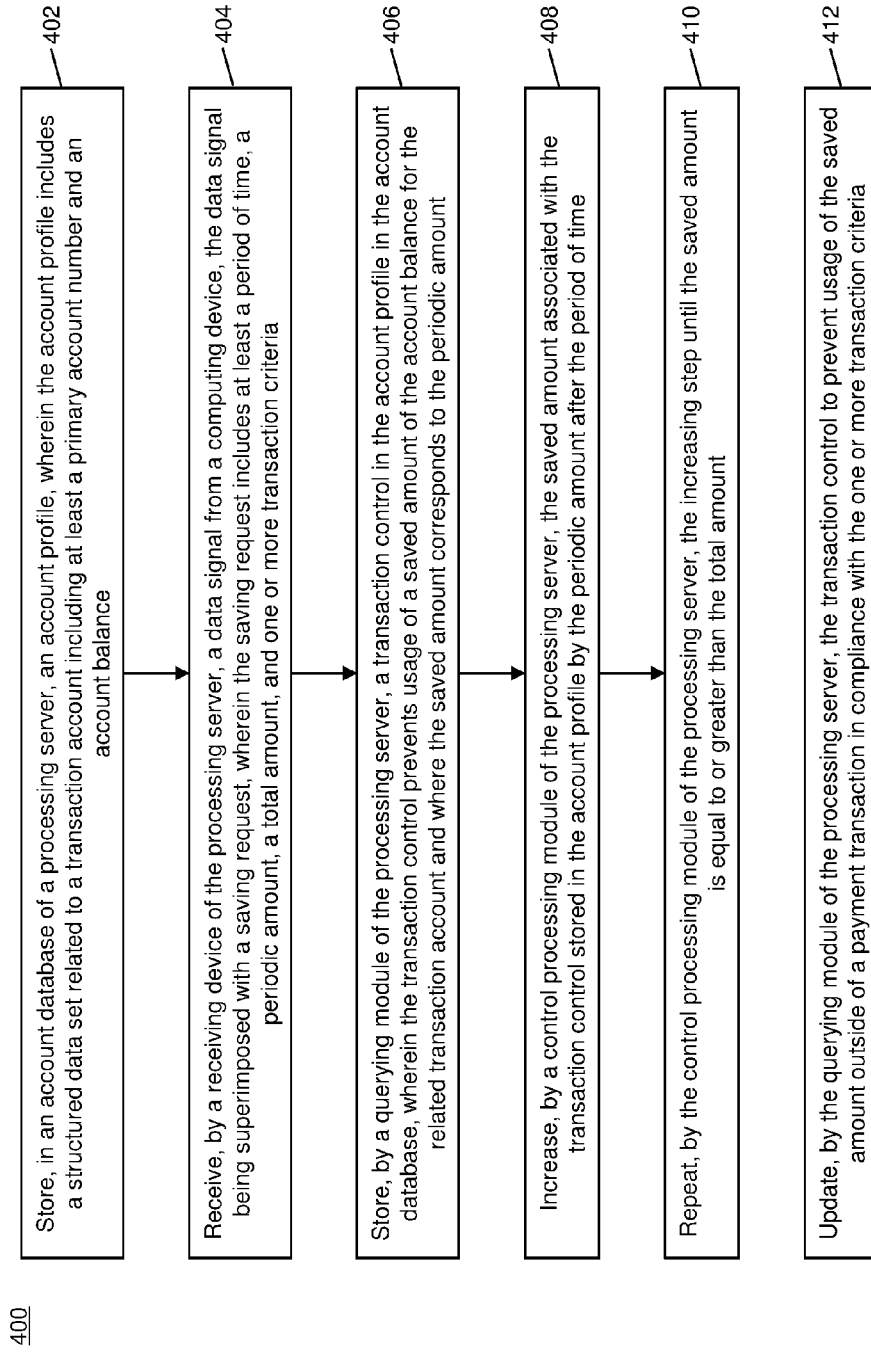 400
Store, in an account database of a processing server, an account profile, wherein the account profile includes
a structured data set related to a transaction account including at least a primary account number and an
account balance
402
Receive, by a receiving device of the processing server, a data signal from a computing device, the data signal
being superimposed with a saving request, wherein the saving request includes at least a period of time, a
periodic amount, a total amount, and one or more transaction criteria
404
Store, by a querying module of the processing server, a transaction control in the account profile in the account
database, wherein the transaction control prevents usage of a saved amount of the account balance for the
related transaction account and where the saved amount corresponds to the periodic amount
406
Increase, by a control processing module of the processing server, the saved amount associated with the
transaction control stored in the account profile by the periodic amount after the period of time
408
Repeat, by the control processing module of the processing server, the increasing step until the saved amount
is equal to or greater than the total amount
410
Update, by the querying module of the processing server, the transaction control to prevent usage of the saved
amount outside of a payment transaction in compliance with the one or more transaction criteria
412